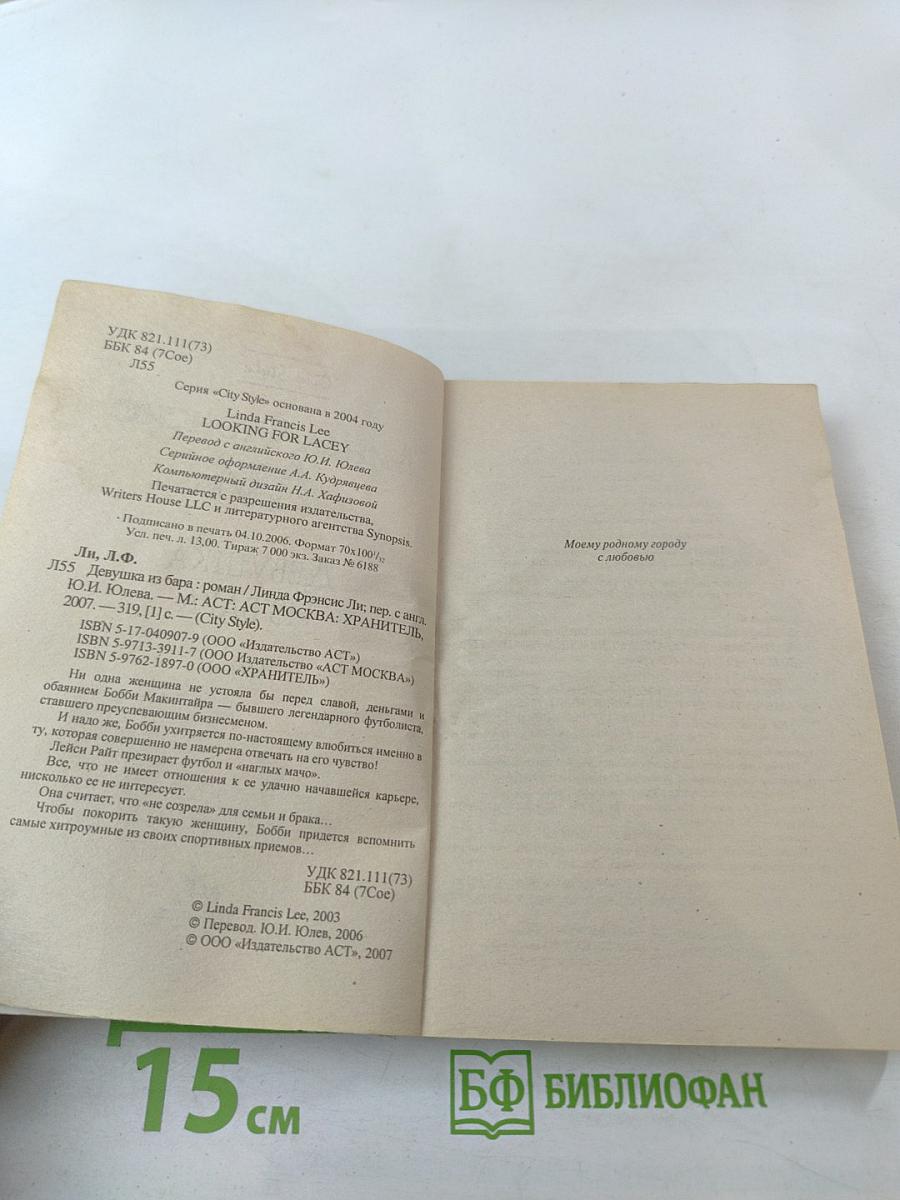 УДК 821.111(73)
ББК 84 (7Сое)
Л55
Серия «City Style» основана в 2004 году
Linda Francis Lee
LOOKING FOR LACEY
Перевод с английского Ю.И. Юлева
Серийное оформление А.А. Кудрявцева
Компьютерный дизайн Н.А. Хафизовой
Печатается с разрешения издательства,
Writers House LLC и литературного агентства Synopsis.
Подписано в печать 04.10.2006. Формат 70x100 1/32
Усл. печ. л. 13,00. Тираж 7 000 экз. Заказ № 6188
Ли, Л.Ф.
Л55 Девушка из бара : роман / Линда Фрэнсис Ли; пер. с англ.
Ю.И. Юлева. — М.: АСТ: АСТ МОСКВА: ХРАНИТЕЛЬ,
2007. — 319, [1] с. — (City Style).
ISBN 5-17-040907-9 (ООО «Издательство АСТ»)
ISBN 5-9713-3911-7 (ООО Издательство «АСТ МОСКВА»)
ISBN 5-9762-1897-0 (ООО «ХРАНИТЕЛЬ»)
Ни одна женщина не устояла бы перед славой, деньгами и
обаянием Бобби Макинтайра — бывшего легендарного футболиста,
ставшего преуспевающим бизнесменом.
И надо же, Бобби ухитряется по-настоящему влюбиться именно в
ту, которая совершенно не намерена отвечать на его чувство!
Лейси Райт презирает футбол и «наглых мачо».
Все, что не имеет отношения к ее удачно начавшейся карьере,
нисколько ее не интересует.
Она считает, что «не созрела» для семьи и брака...
Чтобы покорить такую женщину, Бобби придется вспомнить
самые хитроумные из своих спортивных приемов...
УДК 821.111(73)
ББК 84 (7Сое)
© Linda Francis Lee, 2003
© Перевод. Ю.И. Юлев, 2006
© ООО «Издательство АСТ», 2007
Моему родному городу
с любовью
15 см
БФ БИБЛИОФАН